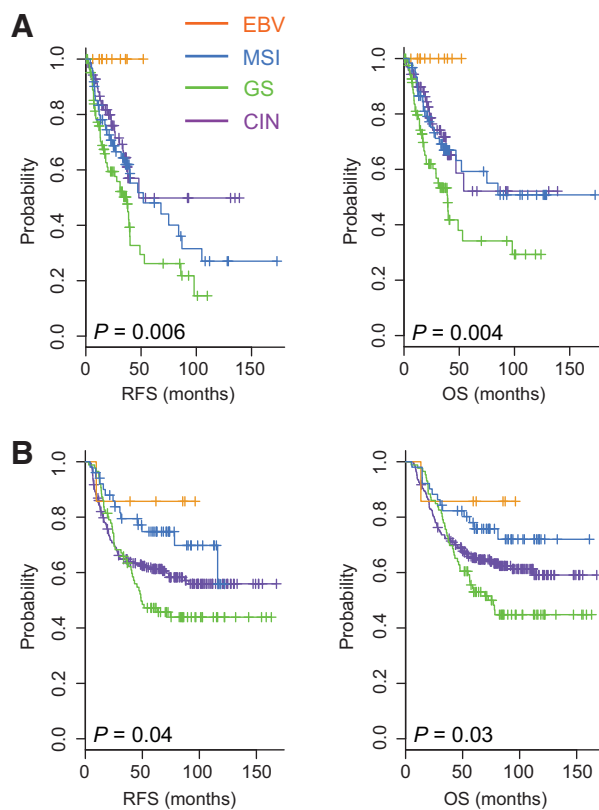 A
EBV
MSI
GS
CIN
Probability
0.0 0.2 0.4 0.6 0.8 1.0
P = 0.006
0 50 100 150
RFS (months)
Probability
0.0 0.2 0.4 0.6 0.8 1.0
P = 0.004
0 50 100 150
OS (months)
B
Probability
0.0 0.2 0.4 0.6 0.8 1.0
P = 0.04
0 50 100 150
RFS (months)
Probability
0.0 0.2 0.4 0.6 0.8 1.0
P = 0.03
0 50 100 150
OS (months)